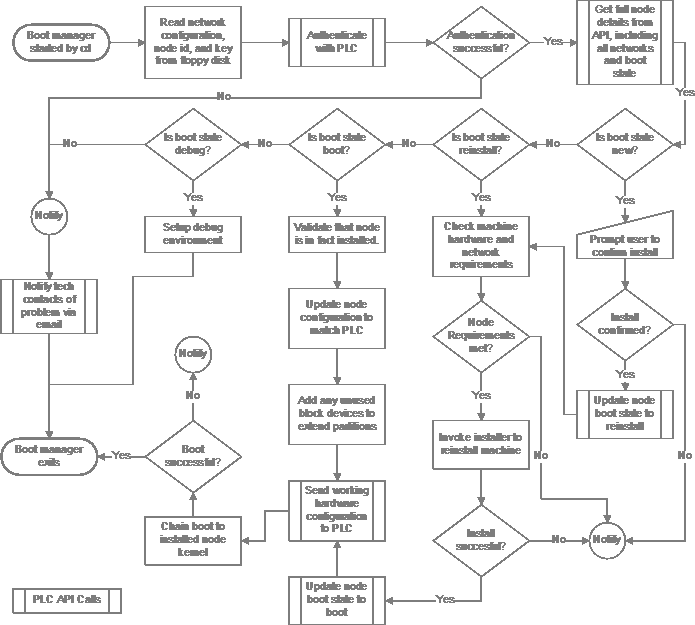 Boot manager
started by cd
Read network
configuration,
node id, and key
from floppy disk
Authenticate
with PLC
Authentication
successful?
Yes
Get full node
details from
API, including
all networks
and boot
state
Yes
No
Is boot state
debug?
No
Is boot state
boot?
No
Is boot state
reinstall?
No
Is boot state
new?
No
Yes
Yes
Yes
Yes
Notify
Setup debug
environment
Validate that node
is in fact installed.
Check machine
hardware and
network
requirements
Prompt user to
confirm install
Notify tech
contacts of
problem via
email
Update node
configuration to
match PLC
Node
Requirements
met?
Install
confirmed?
Notify
Yes
Yes
No
Add any unused
block devices to
extend partitions
Update node
boot state to
reinstall
Boot manager
exits
Yes
Boot
successful?
Invoke installer to
reinstall machine
No
No
Send working
hardware
configuration
to PLC
Chain boot to
installed node
kernel
Install
succesful?
No
Notify
Update node
boot state to
boot
Yes
PLC API Calls